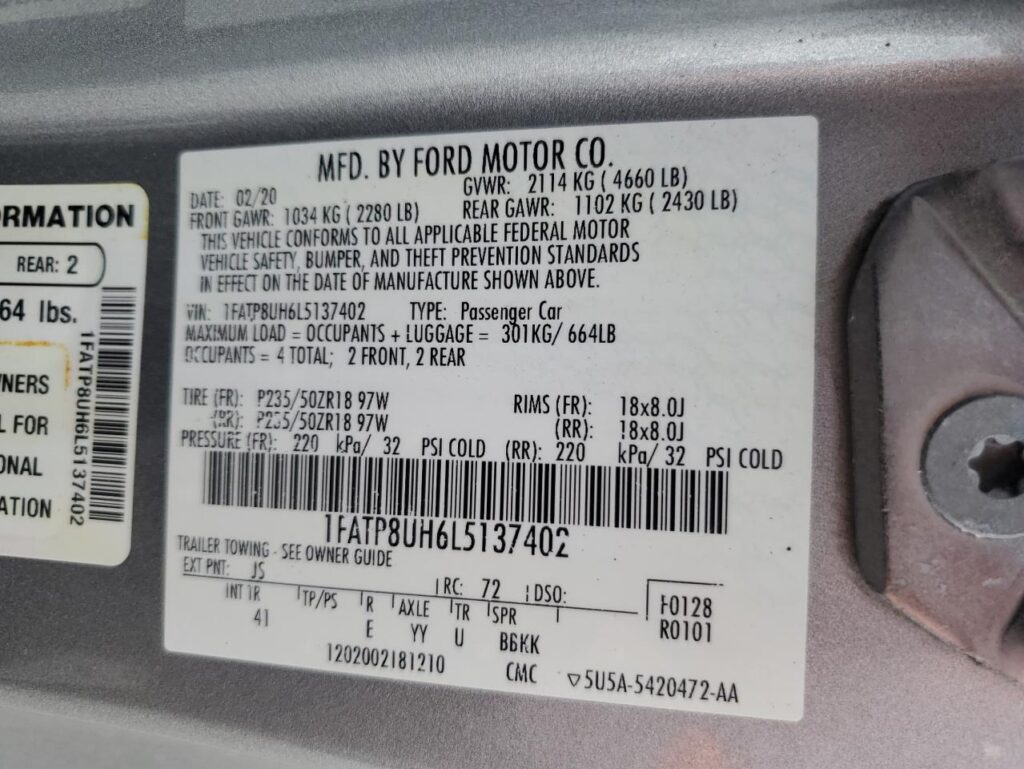 ORMATION
REAR: 2
64 lbs.
1FATP8UH6L5137402
NERS
L FOR
ONAL
ATION
MFD. BY FORD MOTOR CO.
DATE: 02/20 GVWR: 2114 KG ( 4660 LB)
FRONT GAWR: 1034 KG ( 2280 LB) REAR GAWR: 1102 KG ( 2430 LB)
THIS VEHICLE CONFORMS TO ALL APPLICABLE FEDERAL MOTOR
VEHICLE SAFETY, BUMPER, AND THEFT PREVENTION STANDARDS
IN EFFECT ON THE DATE OF MANUFACTURE SHOWN ABOVE.
VIN: 1FATP8UH6L5137402 TYPE: Passenger Car
MAXIMUM LOAD = OCCUPANTS + LUGGAGE = 301KG/ 664LB
OCCUPANTS = 4 TOTAL; 2 FRONT, 2 REAR
TIRE (FR): P235/50ZR18 97W RIMS (FR): 18x8.0J
(RR): P235/50ZR18 97W (RR): 18x8.0J
PRESSURE (FR): 220 kPa/ 32 PSI COLD (RR): 220 kPa/ 32 PSI COLD
1FATP8UH6L5137402
TRAILER TOWING - SEE OWNER GUIDE
EXT PNT: JS RC: 72 DSO: F0128
INT TR TP/PS R AXLE TR SPR R0101
41 E YY U B6KK
1202002181210 CMC ▽5U5A-5420472-AA